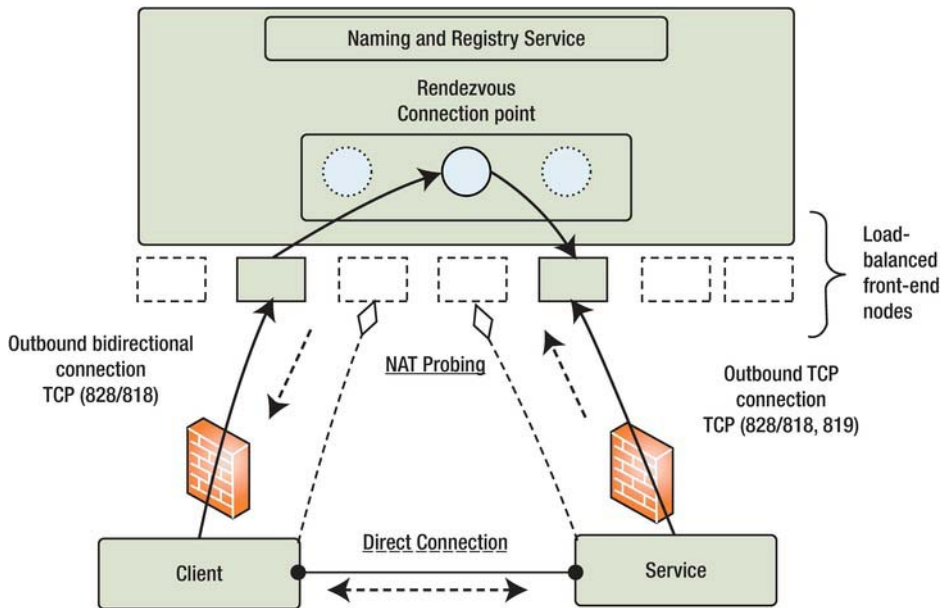 Naming and Registry Service
Rendezvous
Connection point
Load-
balanced
front-end
nodes
Outbound bidirectional
connection
TCP (828/818)
NAT Probing
Outbound TCP
connection
TCP (828/818, 819)
Direct Connection
Client
Service